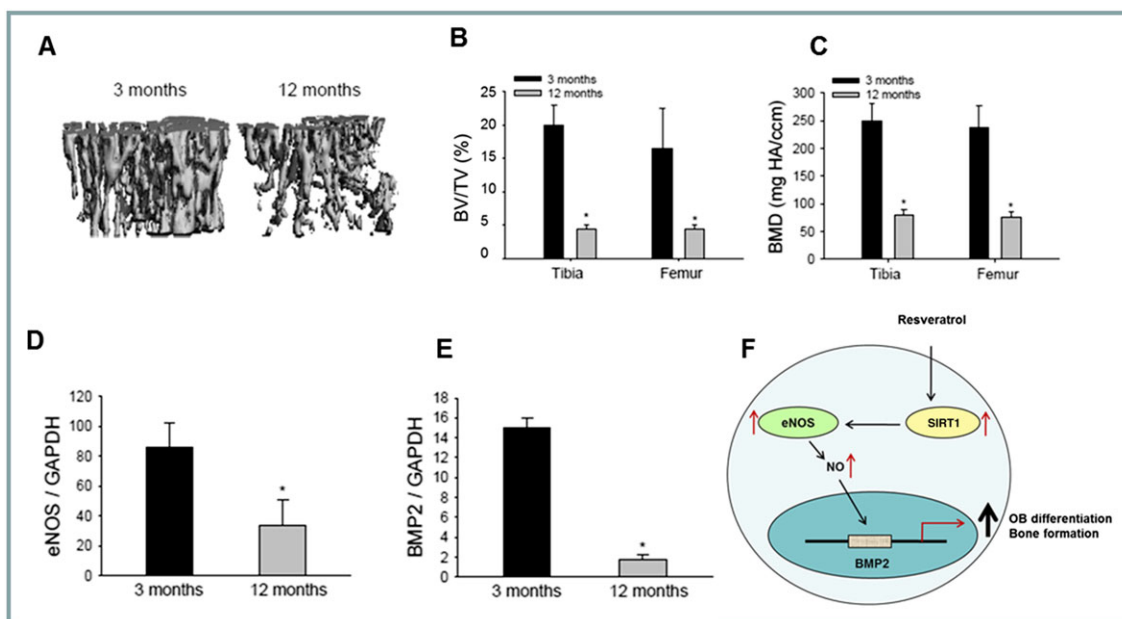 A
3 months
12 months
B
3 months
12 months
BV/TV (%)
25
20
15
10
5
0
Tibia
Femur
C
3 months
12 months
BMD (mg HA/ccm)
300
250
200
150
100
50
0
*
*
Tibia
Femur
*
*
D
eNOS / GAPDH
120
100
80
60
40
20
0
*
3 months
12 months
E
BMP2 / GAPDH
18
16
14
12
10
8
6
4
2
0
*
3 months
12 months
F
Resveratrol
eNOS
SIRT1
NO
OB differentiation
Bone formation
BMP2